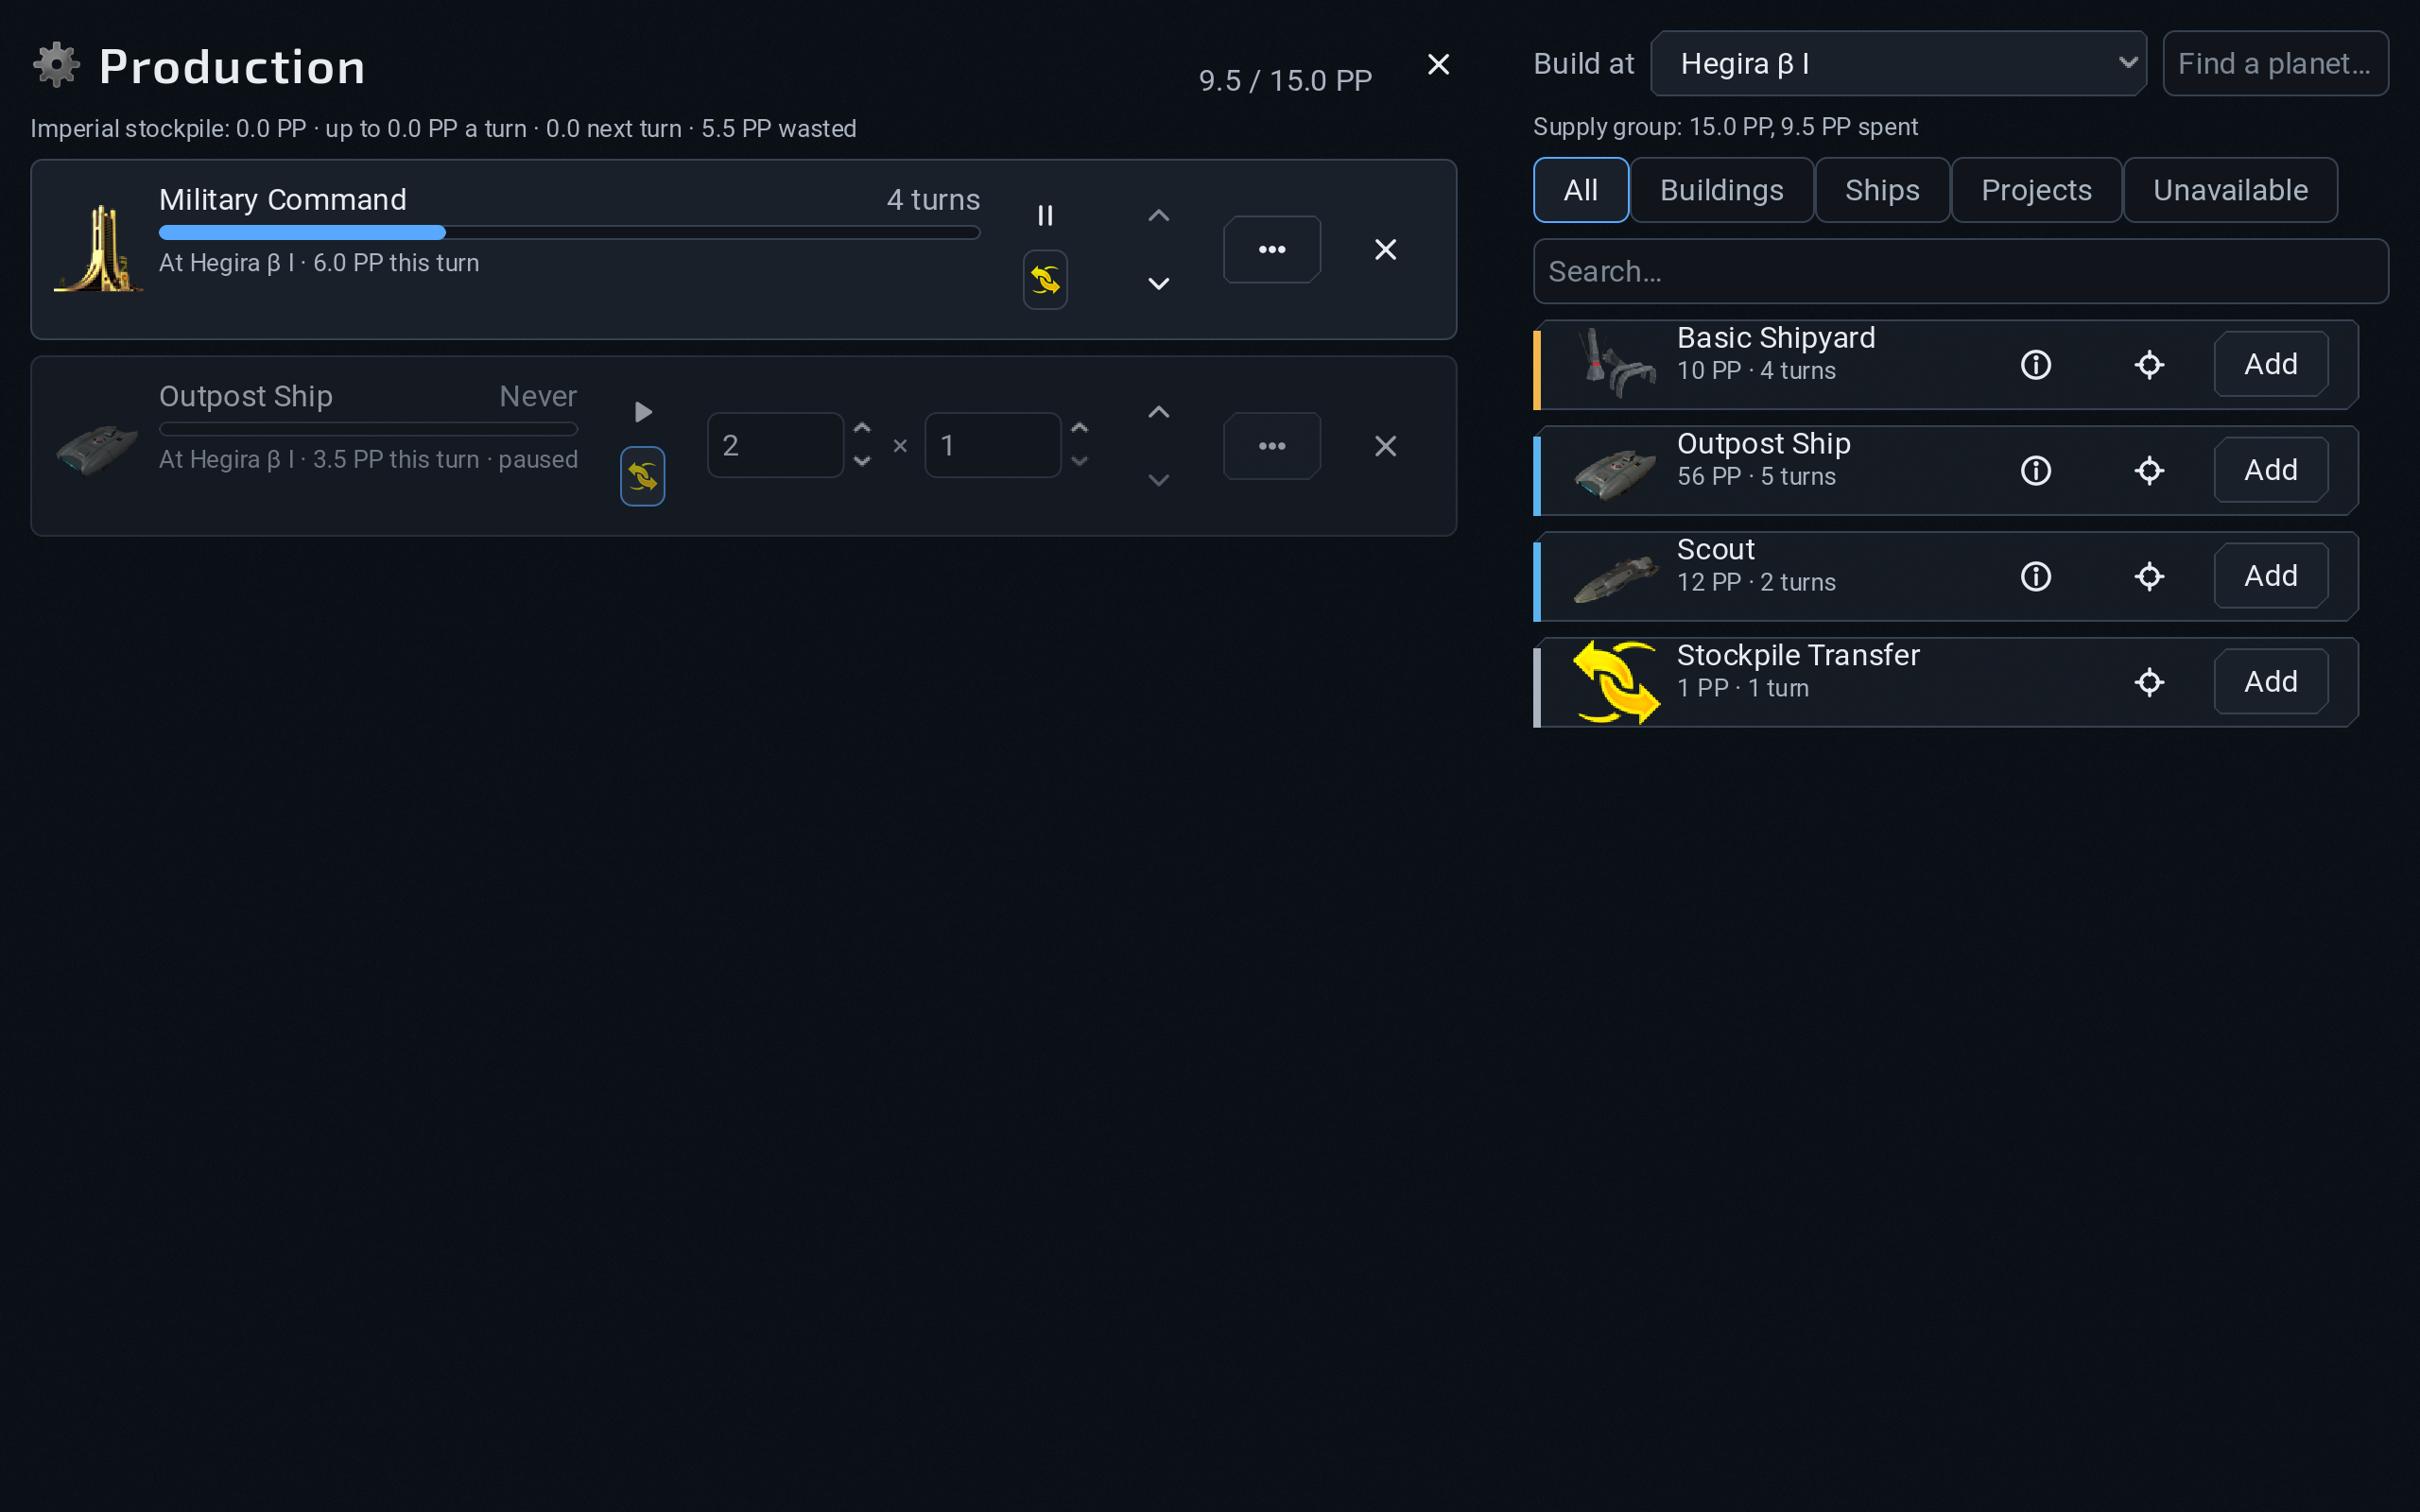 Production
9.5 / 15.0 PP
Imperial stockpile: 0.0 PP · up to 0.0 PP a turn · 0.0 next turn · 5.5 PP wasted
Military Command
4 turns
At Hegira β I · 6.0 PP this turn
Outpost Ship
Never
At Hegira β I · 3.5 PP this turn · paused
2 × 1
Build at
Hegira β I
Find a planet…
Supply group: 15.0 PP, 9.5 PP spent
All
Buildings
Ships
Projects
Unavailable
Search…
Basic Shipyard
10 PP · 4 turns
Add
Outpost Ship
56 PP · 5 turns
Add
Scout
12 PP · 2 turns
Add
Stockpile Transfer
1 PP · 1 turn
Add